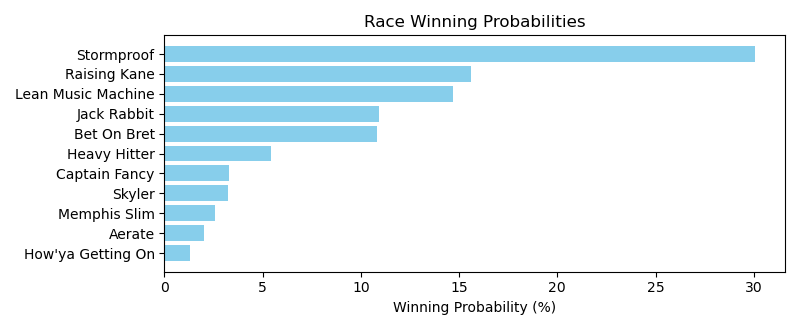 Race Winning Probabilities
Stormproof
Raising Kane
Lean Music Machine
Jack Rabbit
Bet On Bret
Heavy Hitter
Captain Fancy
Skyler
Memphis Slim
Aerate
How'ya Getting On
0 5 10 15 20 25 30
Winning Probability (%)